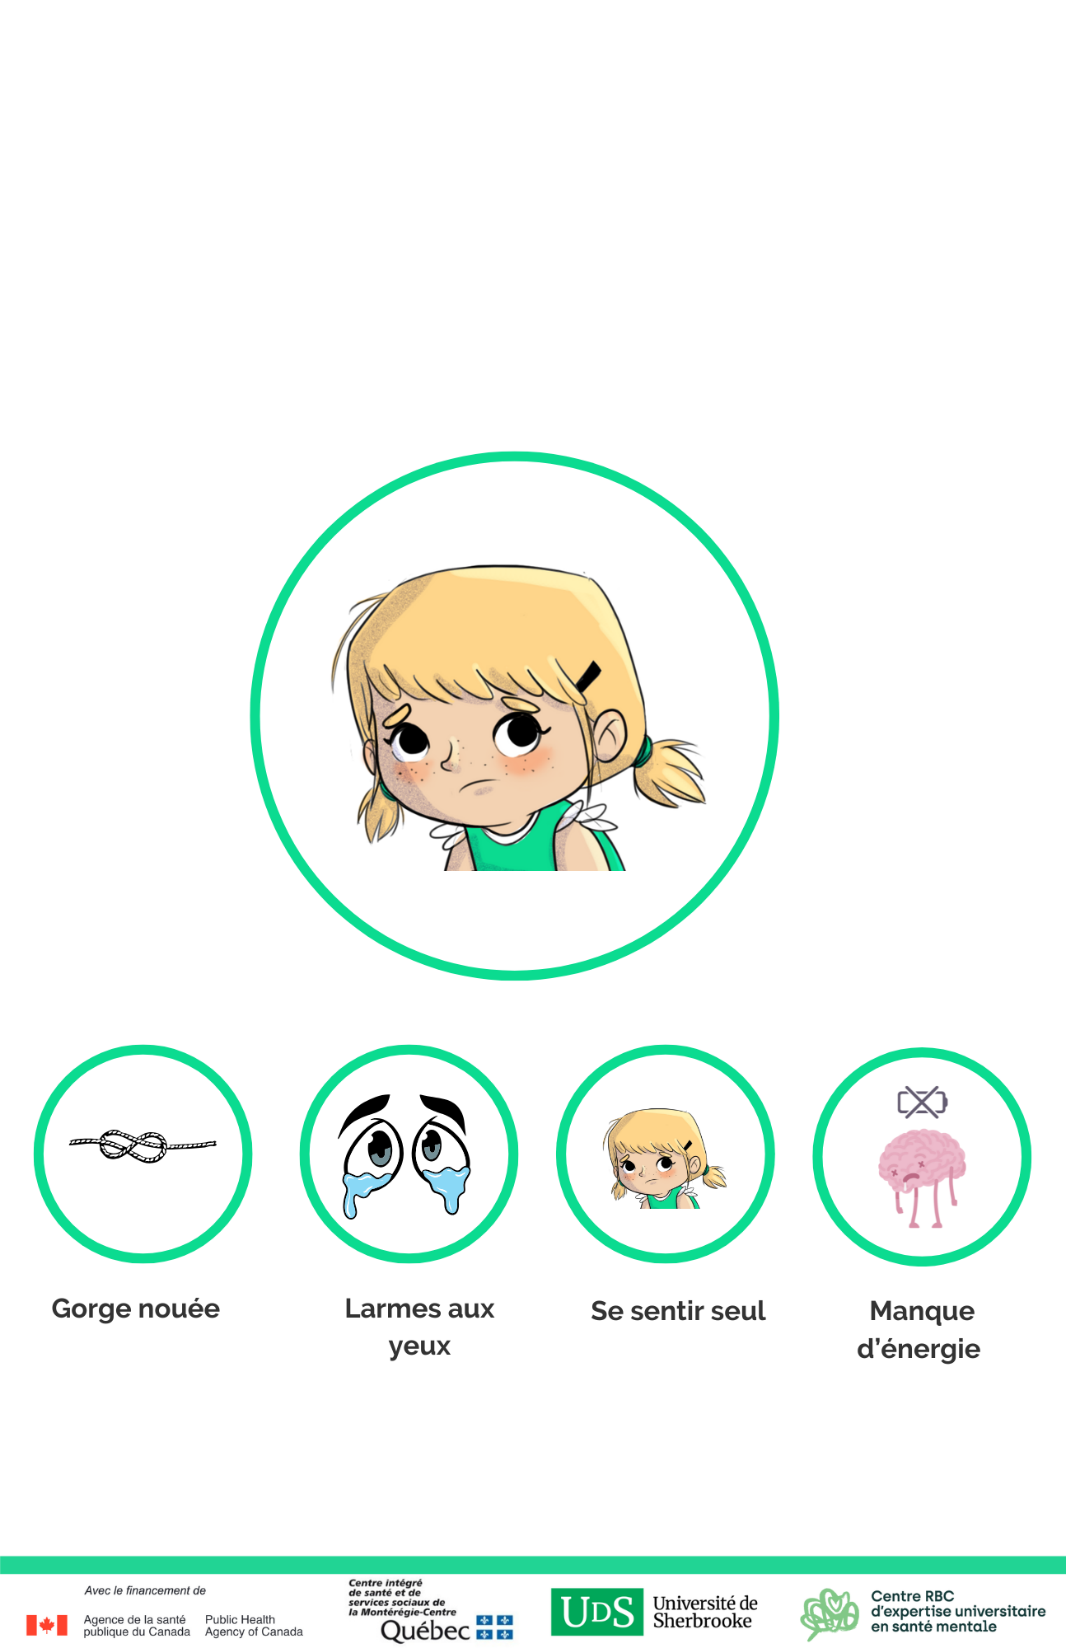 Gorge nouée
Larmes aux
yeux
Se sentir seul
Manque
d’énergie
Avec le financement de
Agence de la santé
publique du Canada
Public Health
Agency of Canada
Centre intégré
de santé et de
services sociaux de
la Montérégie-Centre
Québec
UDS
Université de
Sherbrooke
Centre RBC
d'expertise universitaire
en santé mentale